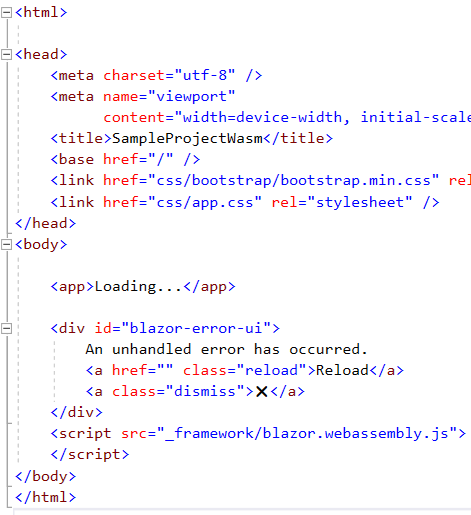 <html>
<head>
<meta charset="utf-8" />
<meta name="viewport"
content="width=device-width, initial-scale
<title>SampleProjectWasm</title>
<base href="/" />
<link href="css/bootstrap/bootstrap.min.css" rel
<link href="css/app.css" rel="stylesheet" />
</head>
<body>
<app>Loading...</app>
<div id="blazor-error-ui">
An unhandled error has occurred.
<a href="" class="reload">Reload</a>
<a class="dismiss">🗙</a>
</div>
<script src="_framework/blazor.webassembly.js">
</script>
</body>
</html>